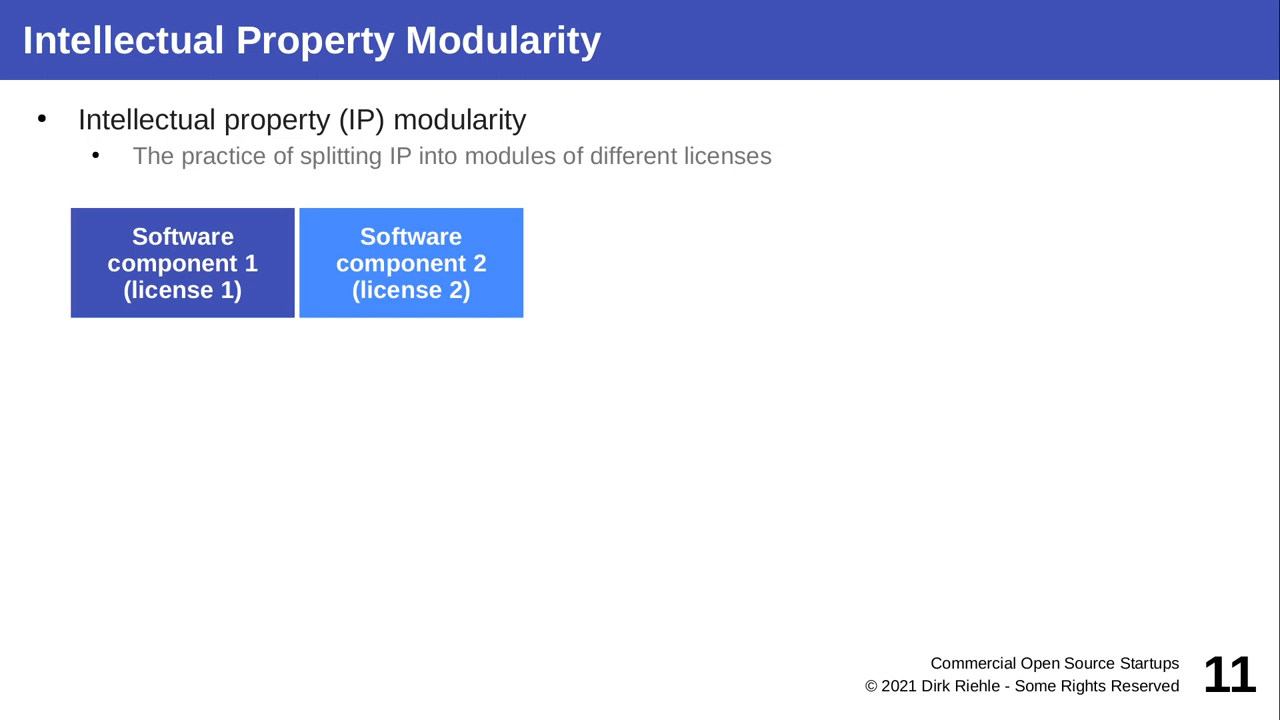 Intellectual Property Modularity
• Intellectual property (IP) modularity
• The practice of splitting IP into modules of different licenses
Software
component 1
(license 1)
Software
component 2
(license 2)
Commercial Open Source Startups
© 2021 Dirk Riehle - Some Rights Reserved
11